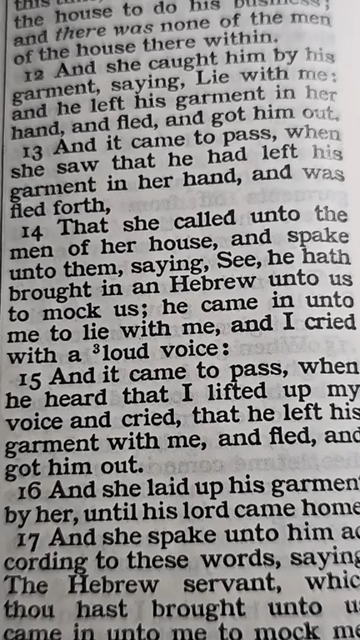 the house to do his business;
and there was none of the men
of the house there within.
12 And she caught him by his
garment, saying, Lie with me:
and he left his garment in her
hand, and fled, and got him out.
13 And it came to pass, when
she saw that he had left his
garment in her hand, and was
fled forth,
14 That she called unto the
men of her house, and spake
unto them, saying, See, he hath
brought in an Hebrew unto us
to mock us; he came in unto
me to lie with me, and I cried
with a ³loud voice:
15 And it came to pass, when
he heard that I lifted up my
voice and cried, that he left his
garment with me, and fled, and
got him out.
16 And she laid up his garment
by her, until his lord came home
17 And she spake unto him ac
cording to these words, saying
The Hebrew servant, whic
thou hast brought unto u
came in unto me to mock me